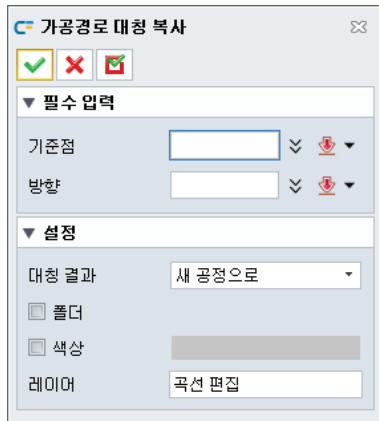 가공경로 대칭 복사
▼ 필수 입력
기준점
방향
▼ 설정
대칭 결과 새 공정으로
폴더
색상
레이어 곡선 편집